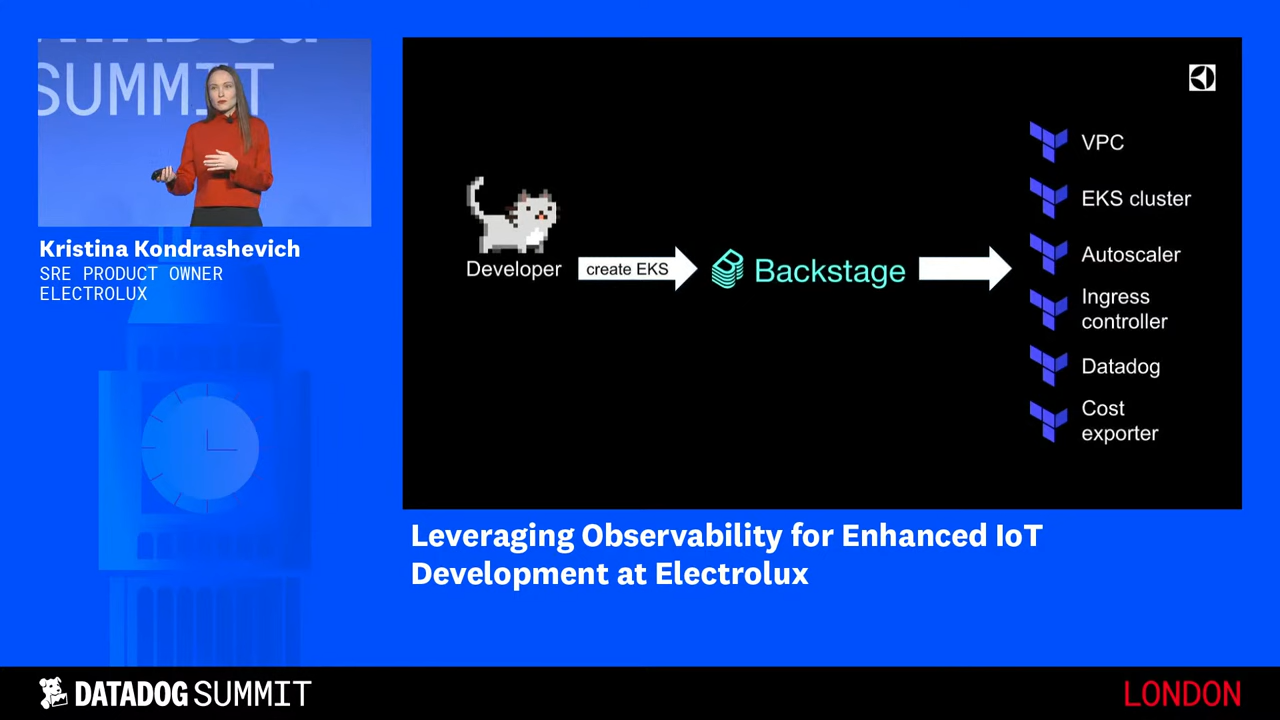 SUMMIT
Kristina Kondrashevich
SRE PRODUCT OWNER
ELECTROLUX
Developer
create EKS
Backstage
VPC
EKS cluster
Autoscaler
Ingress
controller
Datadog
Cost
exporter
Leveraging Observability for Enhanced IoT
Development at Electrolux
DATADOG SUMMIT
LONDON